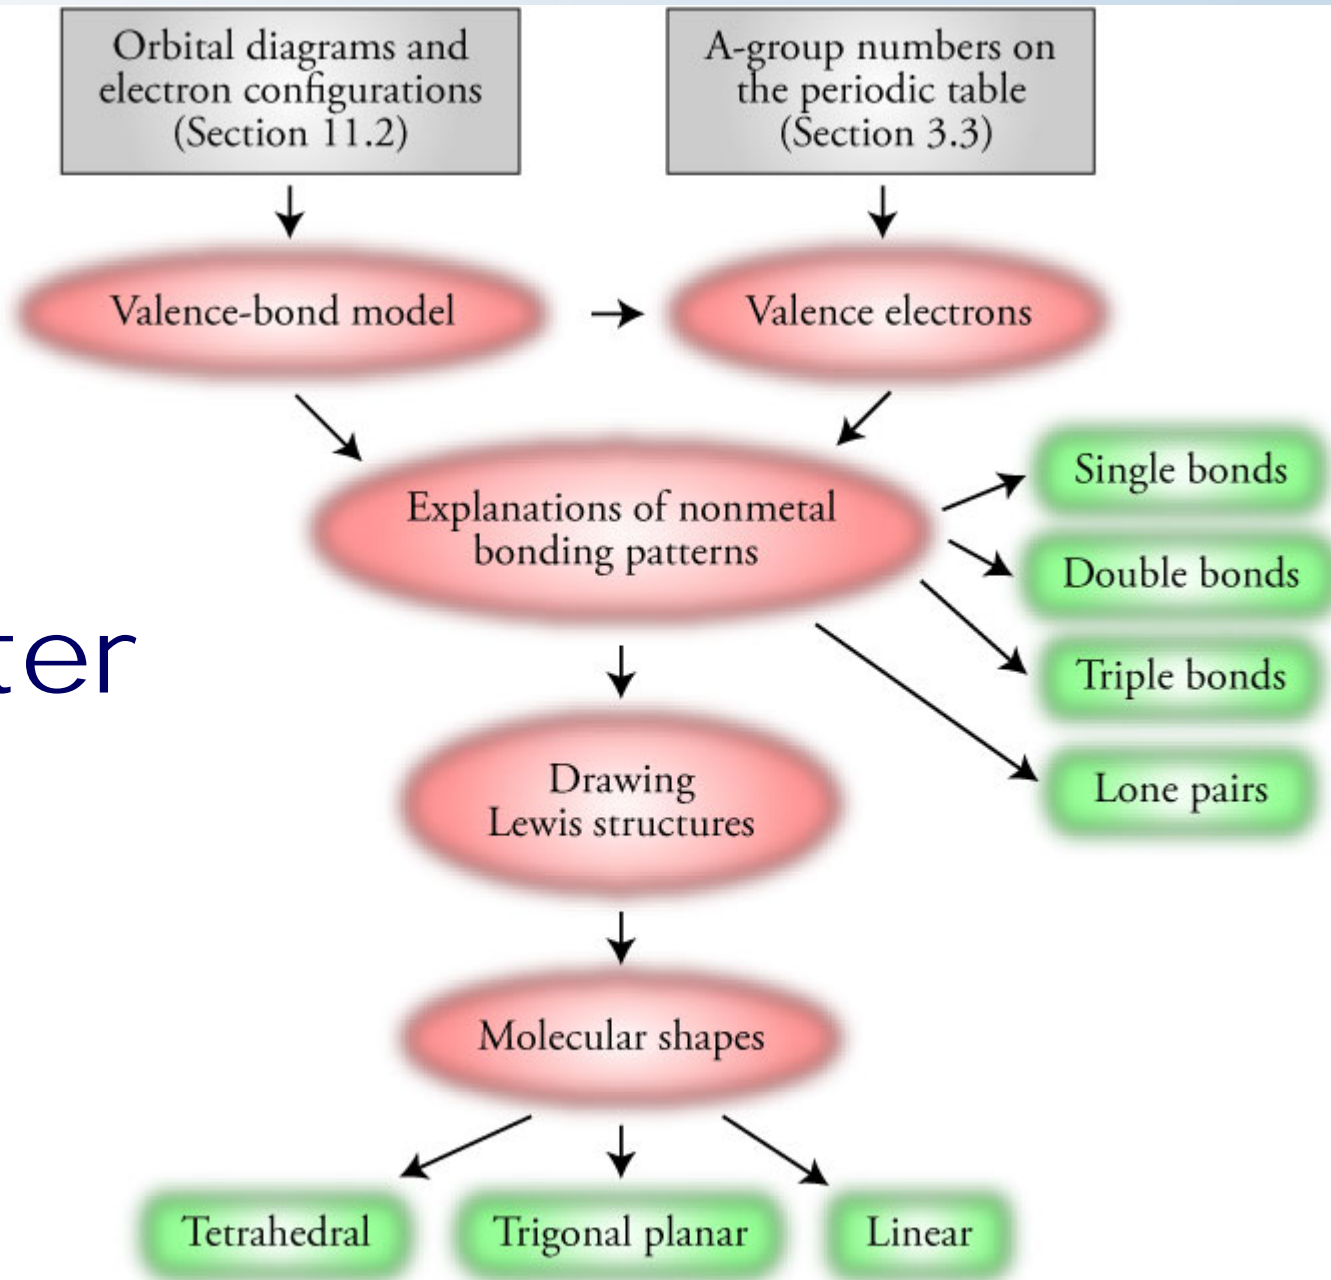 Orbital diagrams and
electron configurations
(Section 11.2)
A-group numbers on
the periodic table
(Section 3.3)
Valence-bond model
Valence electrons
Explanations of nonmetal
bonding patterns
Single bonds
Double bonds
Triple bonds
Lone pairs
ter
Drawing
Lewis structures
Molecular shapes
Tetrahedral
Trigonal planar
Linear